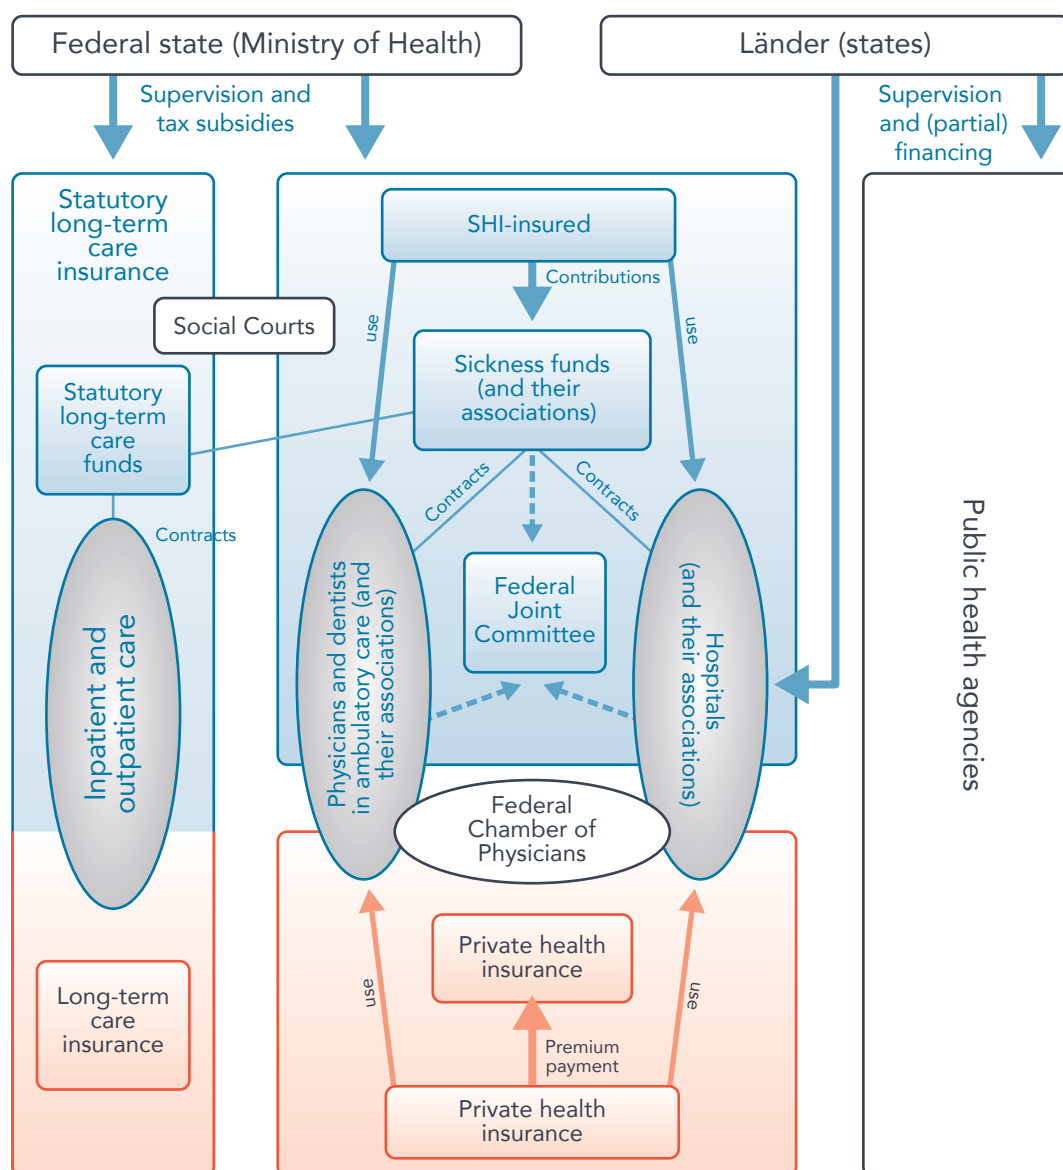 Federal state (Ministry of Health)
Länder (states)
Supervision and
tax subsidies
Supervision
and (partial)
financing
Statutory
long-term
care
insurance
SHI-insured
Contributions
use
use
Social Courts
Sickness funds
(and their
associations)
Statutory
long-term
care
funds
Contracts
Contracts
Contracts
Inpatient and
outpatient care
Physicians and dentists
in ambulatory care (and
their associations)
Federal
Joint
Committee
Hospitals
(and their associations)
Public health agencies
Federal
Chamber of
Physicians
Private health
insurance
use
use
Long-term
care
insurance
Premium
payment
Private health
insurance